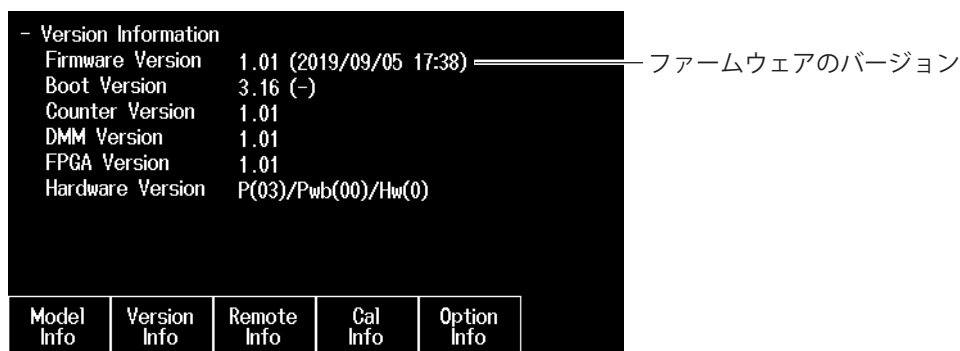 - Version Information
Firmware Version 1.01 (2019/09/05 17:38) ファームウェアのバージョン
Boot Version 3.16 (-)
Counter Version 1.01
DMM Version 1.01
FPGA Version 1.01
Hardware Version P(03)/Pwb(00)/Hw(0)
Model Info Version Info Remote Info Cal Info Option Info